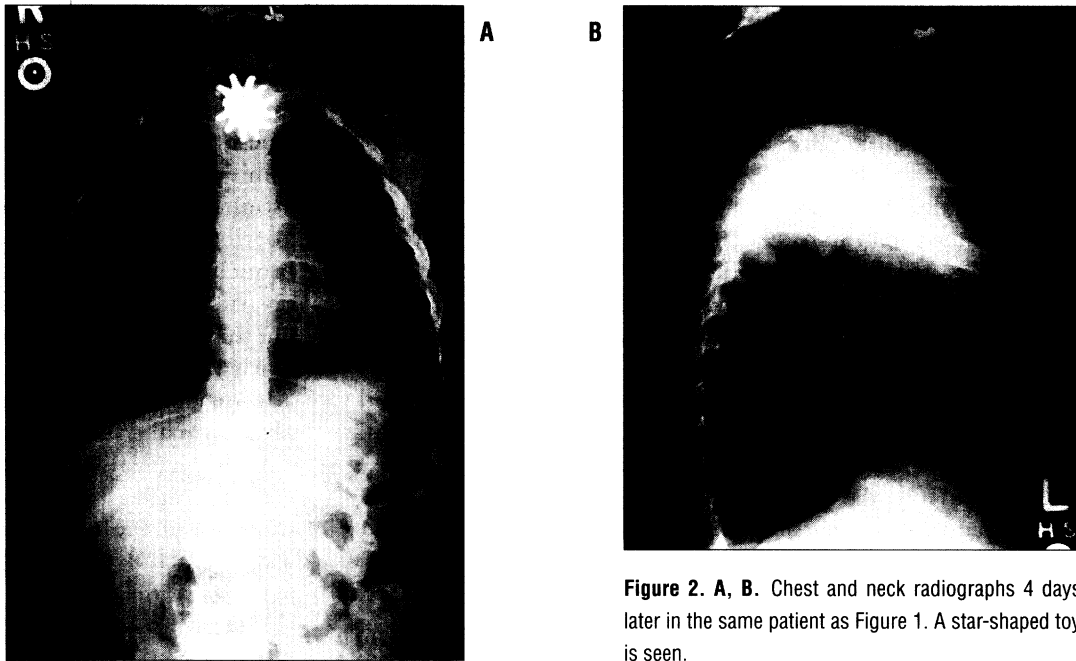 R
H S
A
B
L
H S
Figure 2. A, B. Chest and neck radiographs 4 days
later in the same patient as Figure 1. A star-shaped toy
is seen.